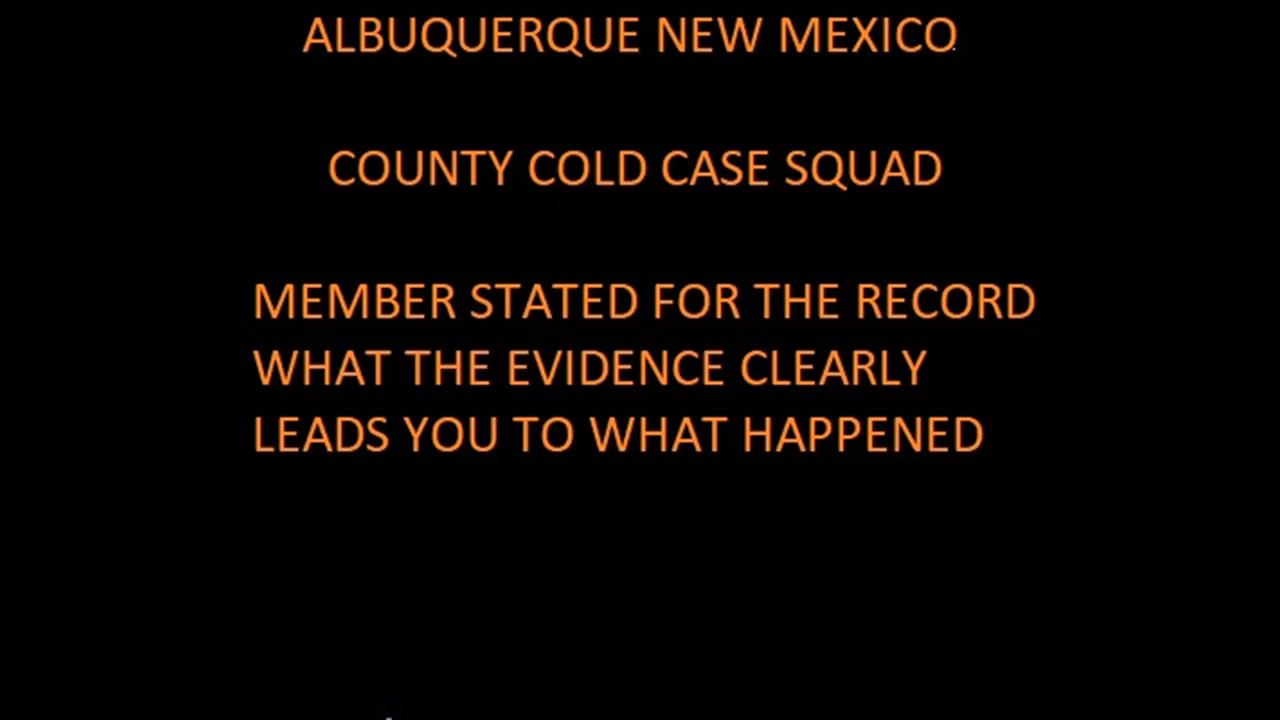 ALBUQUERQUE NEW MEXICO
COUNTY COLD CASE SQUAD
MEMBER STATED FOR THE RECORD
WHAT THE EVIDENCE CLEARLY
LEADS YOU TO WHAT HAPPENED